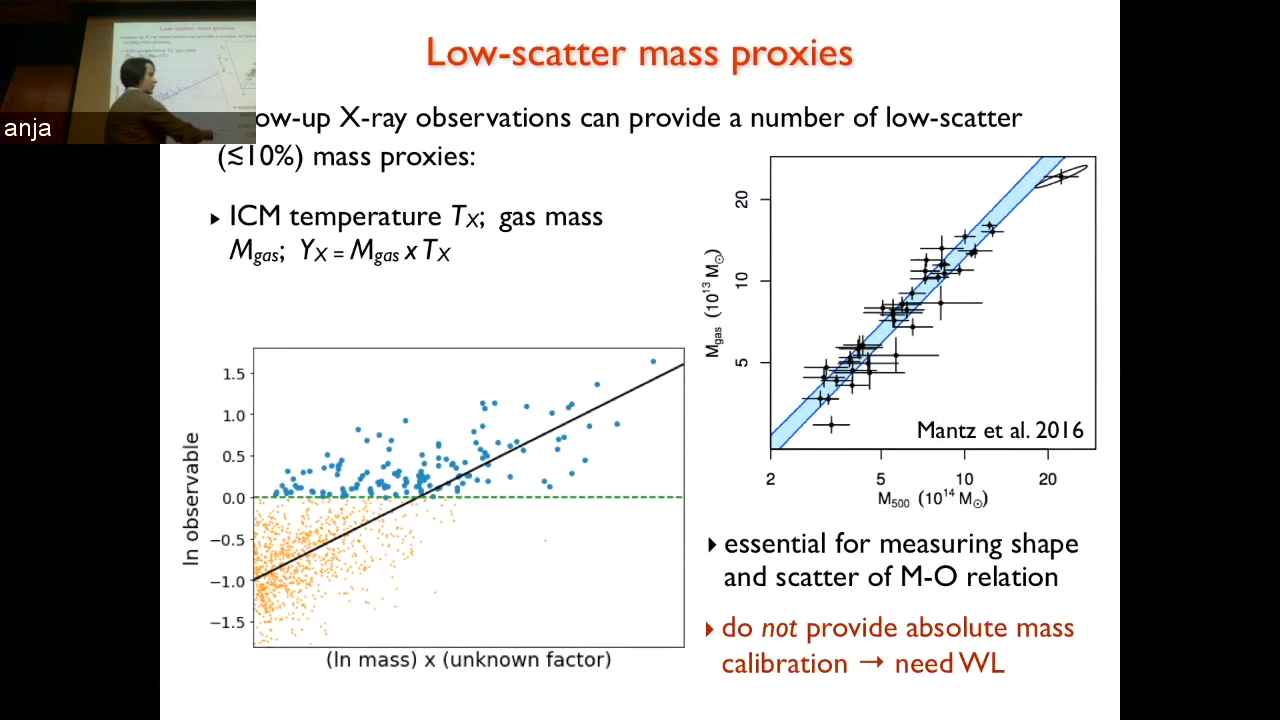 Low-scatter mass proxies
anja
X-ray observations can provide a number of low-scatter
(≲10%) mass proxies:
‣ ICM temperature TX; gas mass
Mgas; YX = Mgas x TX
20
10
5
Mgas (10¹³ M⊙)
Mantz et al. 2016
2 5 10 20
M500 (10¹⁴ M⊙)
1.5
1.0
0.5
0.0
−0.5
−1.0
−1.5
ln observable
(ln mass) x (unknown factor)
‣ essential for measuring shape
and scatter of M-O relation
‣ do not provide absolute mass
calibration → need WL